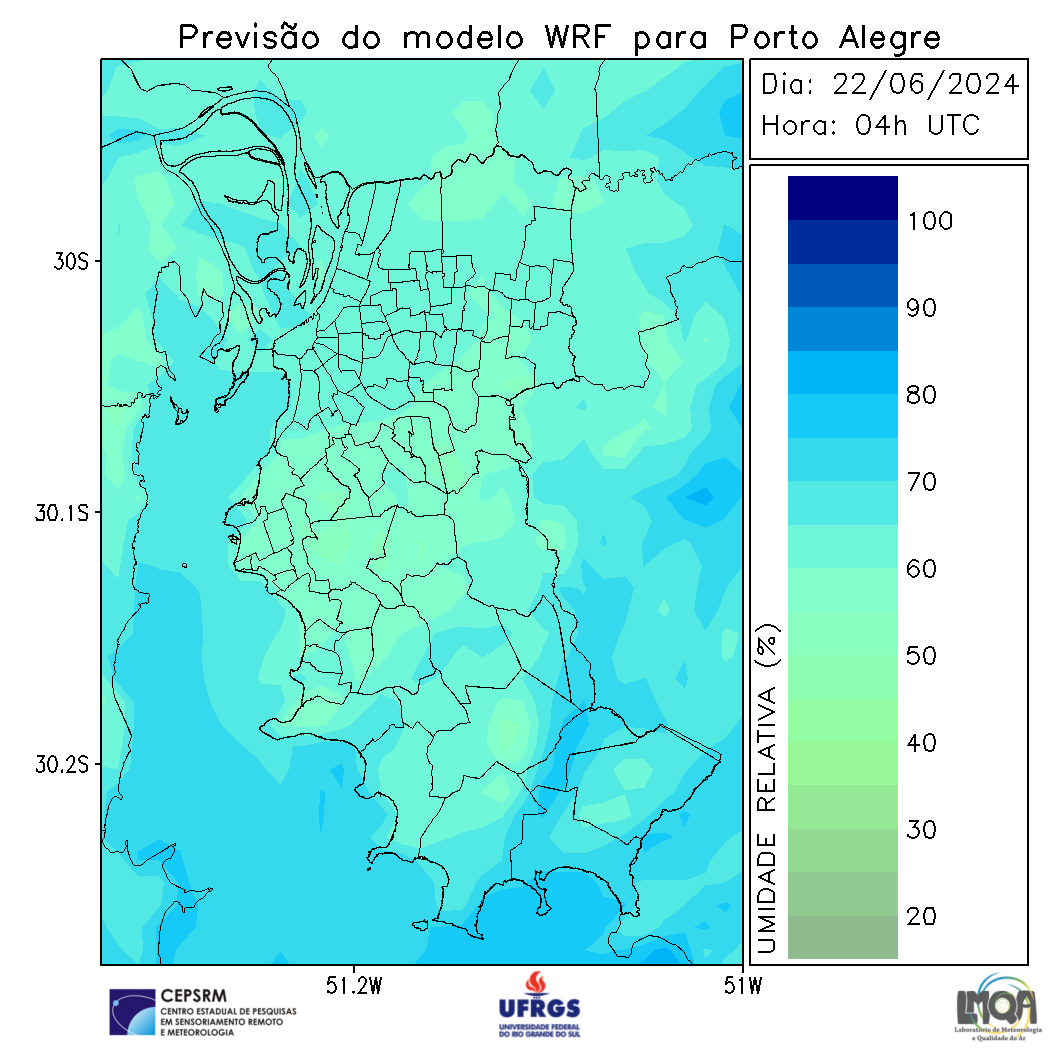 Previsão do modelo WRF para Porto Alegre
Dia: 22/06/2024
Hora: 04h UTC
30S
30.1S
30.2S
51.2W
51W
100
90
80
70
60
50
40
30
20
UMIDADE RELATIVA (%)
CEPSRM
CENTRO ESTADUAL DE PESQUISAS
EM SENSORIAMENTO REMOTO
E METEOROLOGIA
UFRGS
UNIVERSIDADE FEDERAL
DO RIO GRANDE DO SUL
LMQA
Laboratório de Meteorologia
e Qualidade do Ar